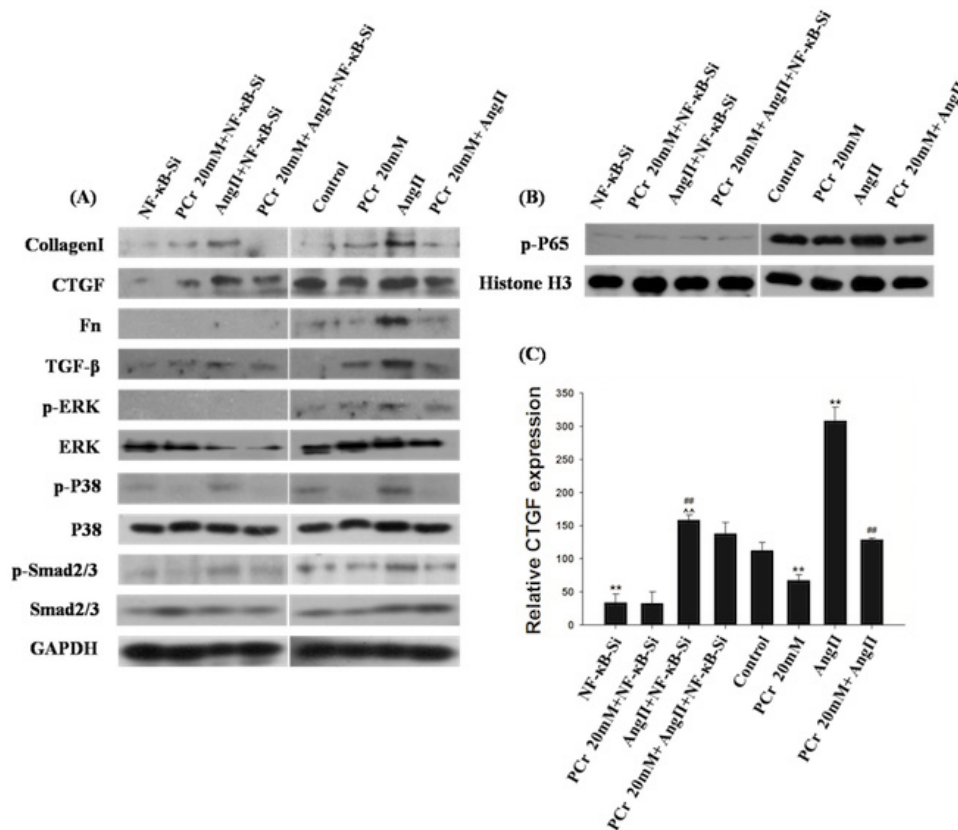 (A)
NF-κB-Si
PCr 20mM+NF-κB-Si
AngII+NF-κB-Si
PCr 20mM+ AngII+NF-κB-Si
Control
PCr 20mM
AngII
PCr 20mM+ AngII
CollagenI
CTGF
Fn
TGF-β
p-ERK
ERK
p-P38
P38
p-Smad2/3
Smad2/3
GAPDH
(B)
NF-κB-Si
PCr 20mM+NF-κB-Si
AngII+NF-κB-Si
PCr 20mM+ AngII+NF-κB-Si
Control
PCr 20mM
AngII
PCr 20mM+ AngII
p-P65
Histone H3
(C)
Relative CTGF expression
350
300
250
200
150
100
50
0
**
##
^^
**
**
##
NF-κB-Si
PCr 20mM+NF-κB-Si
AngII+NF-κB-Si
PCr 20mM+ AngII+NF-κB-Si
Control
PCr 20mM
AngII
PCr 20mM+ AngII